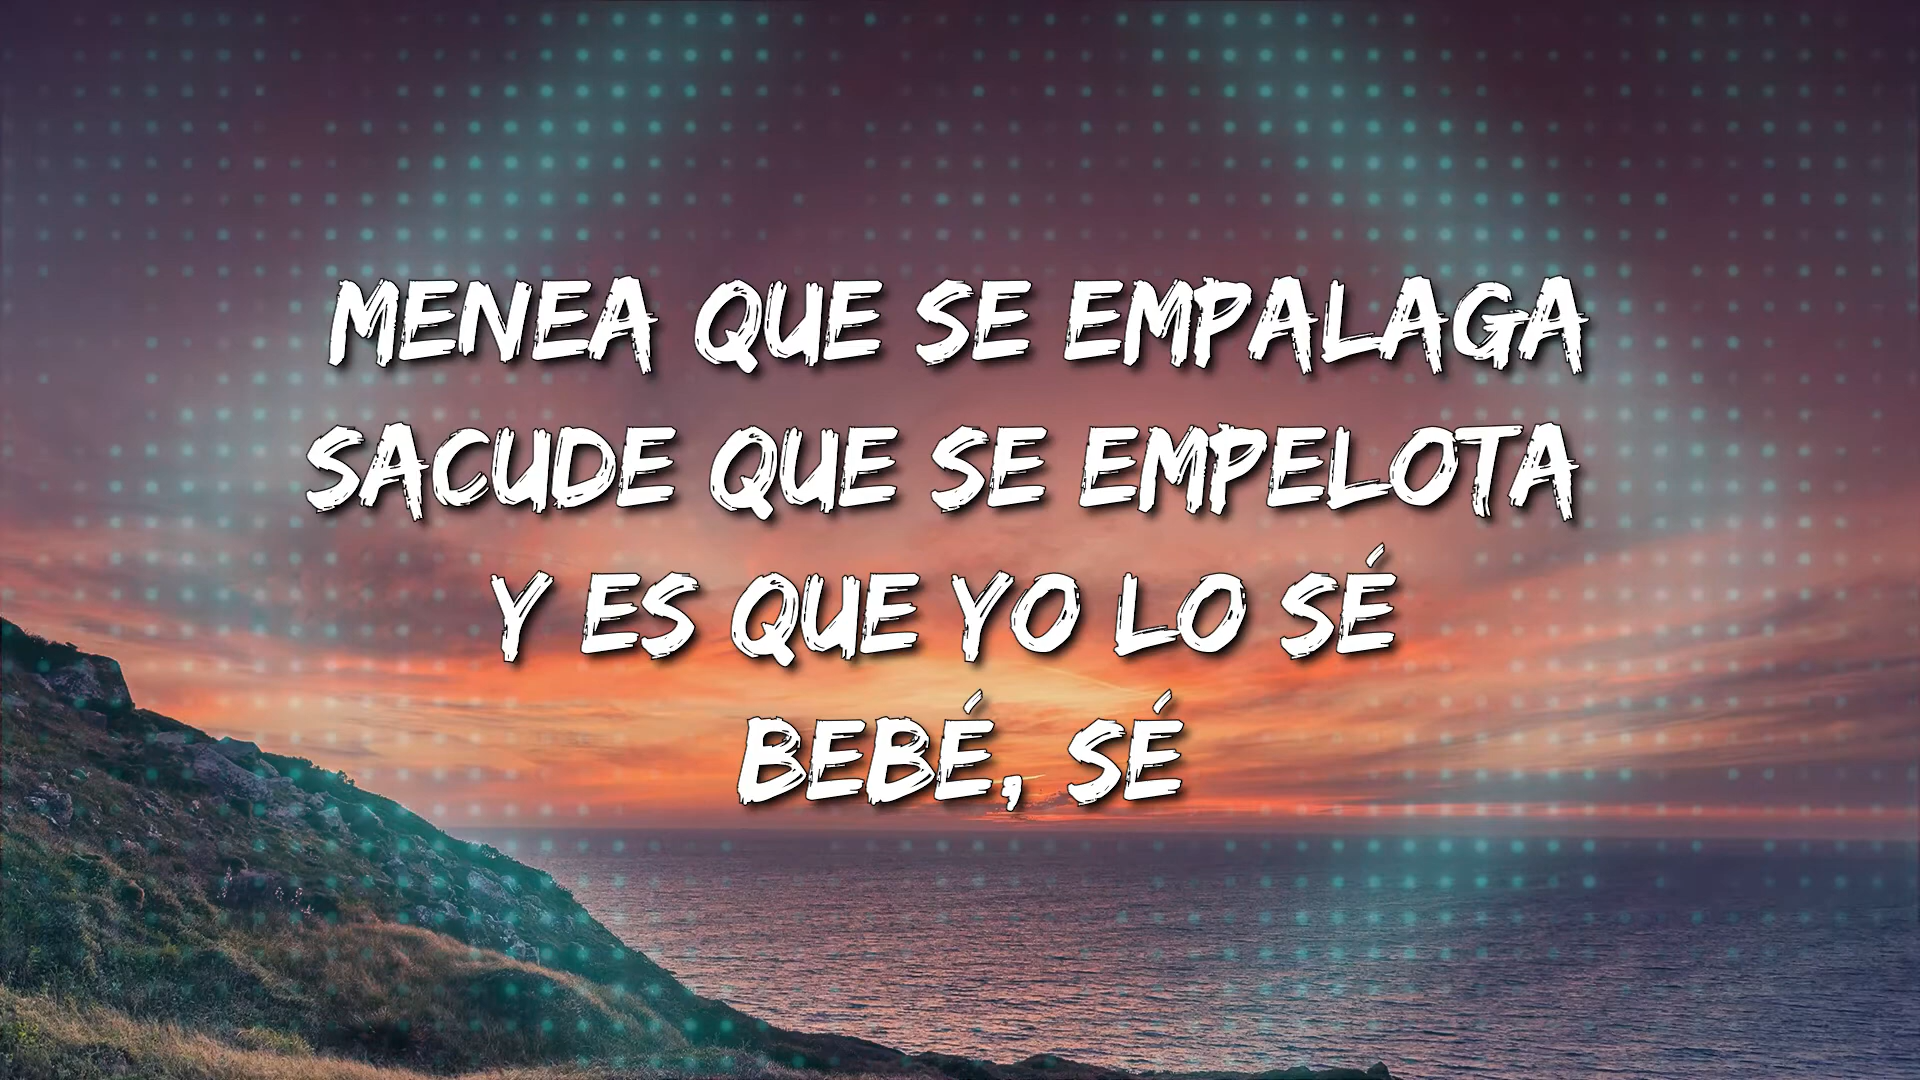 MENEA QUE SE EMPALAGA
SACUDE QUE SE EMPELOTA
Y ES QUE YO LO SÉ
BEBÉ, SÉ